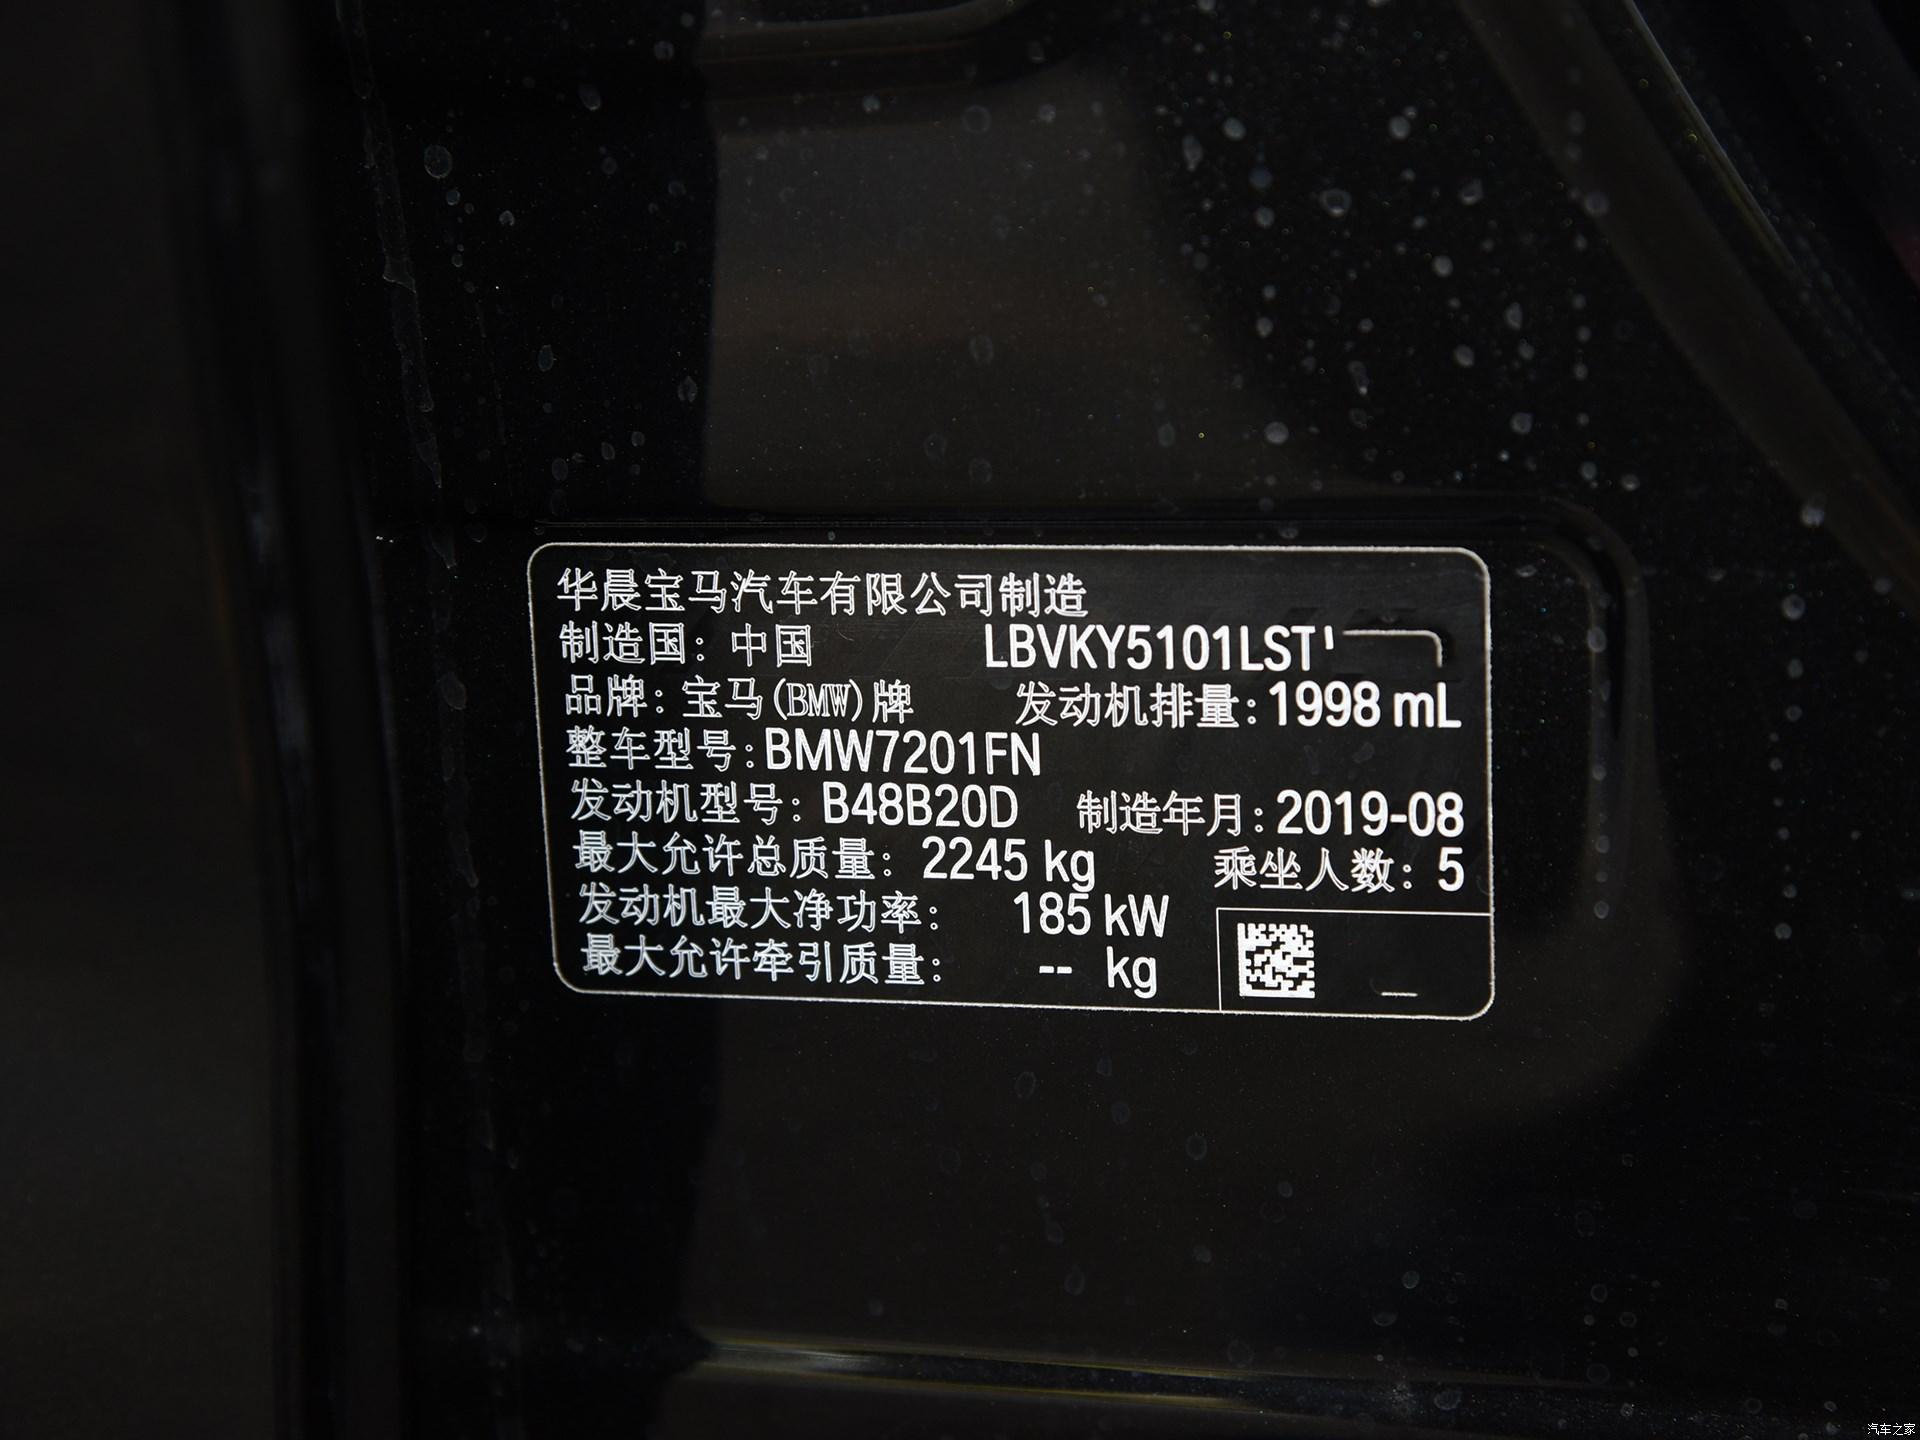 华晨宝马汽车有限公司制造
制造国：中国 LBVKY5101LST
品牌：宝马(BMW)牌 发动机排量：1998 mL
整车型号：BMW7201FN
发动机型号：B48B20D 制造年月：2019-08
最大允许总质量：2245 kg 乘坐人数：5
发动机最大净功率：185 kW
最大允许牵引质量：-- kg
汽车之家